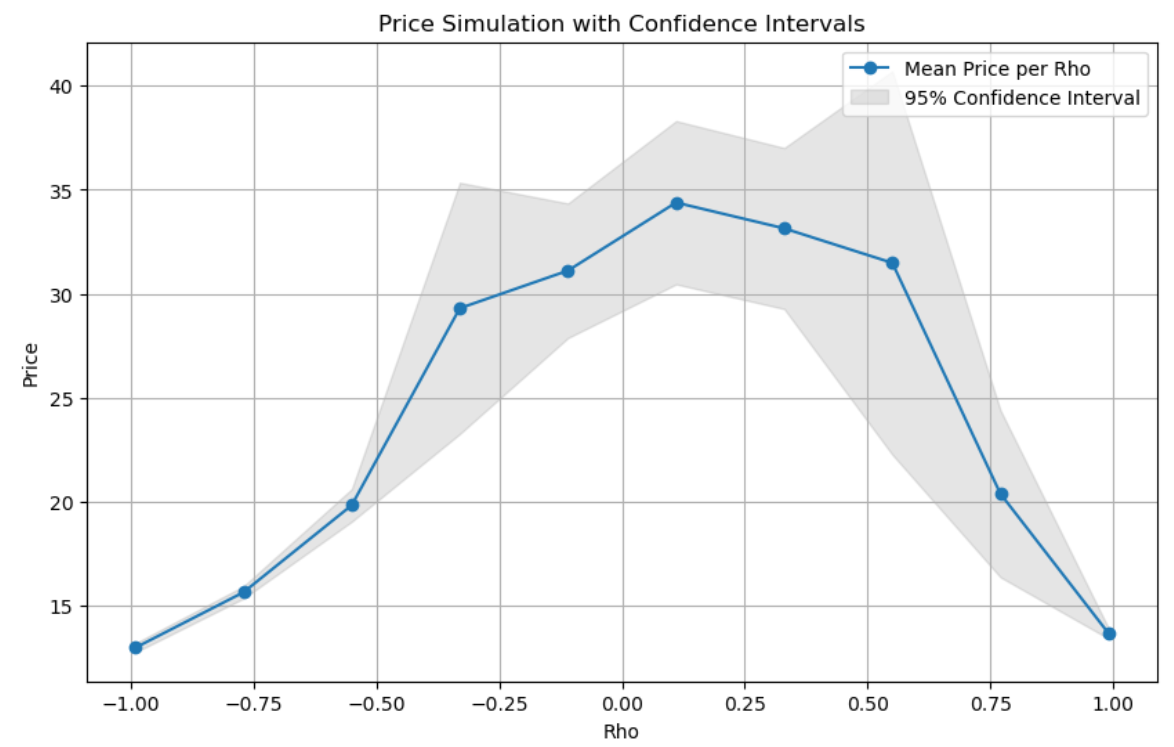 Price Simulation with Confidence Intervals
Mean Price per Rho
95% Confidence Interval
Price
40
35
30
25
20
15
−1.00 −0.75 −0.50 −0.25 0.00 0.25 0.50 0.75 1.00
Rho